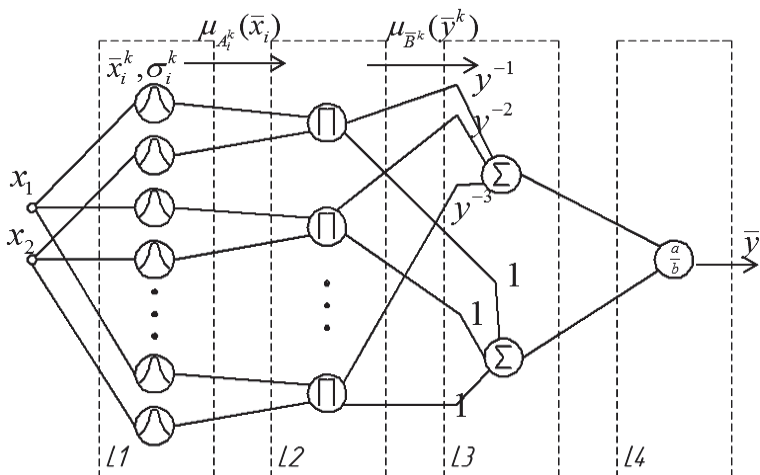 μ_{A_i^k}(x̄_i)
μ_{B̄^k}(ȳ^k)
x̄_i^k, σ_i^k
y^{-1}
y^{-2}
y^{-3}
x_1
x_2
∏
∏
∏
Σ
Σ
1
1
1
a/b
ȳ
L1
L2
L3
L4